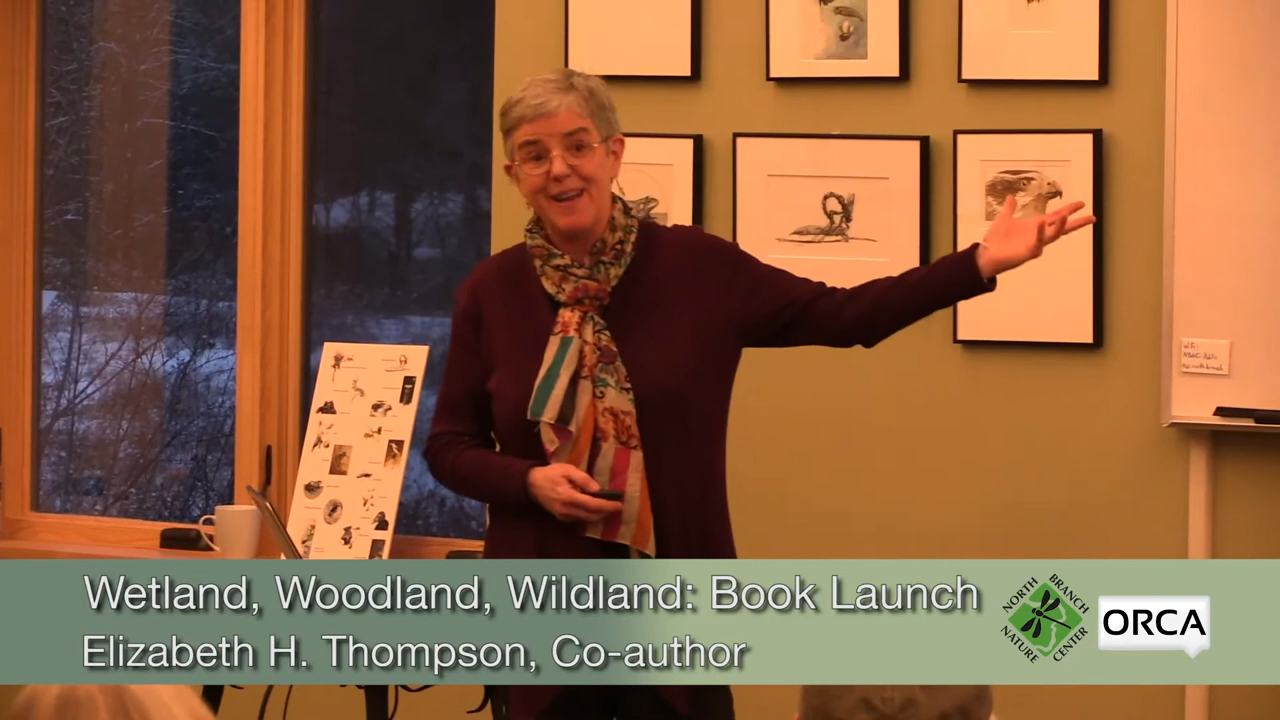 Wetland, Woodland, Wildland: Book Launch
Elizabeth H. Thompson, Co-author
NORTH BRANCH
NATURE CENTER
ORCA